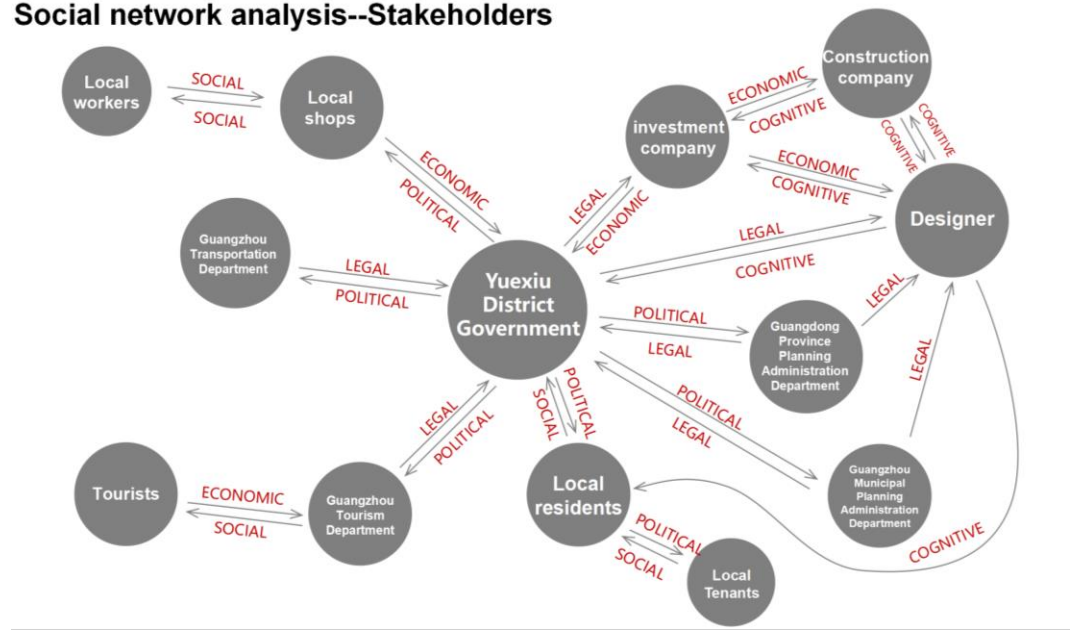 Social network analysis--Stakeholders
Local
workers
SOCIAL
SOCIAL
Local
shops
ECONOMIC
POLITICAL
investment
company
ECONOMIC
COGNITIVE
Construction
company
COGNITIVE
COGNITIVE
ECONOMIC
COGNITIVE
Designer
LEGAL
ECONOMIC
LEGAL
COGNITIVE
Guangzhou
Transportation
Department
LEGAL
POLITICAL
Yuexiu
District
Government
POLITICAL
LEGAL
Guangdong
Province
Planning
Administration
Department
LEGAL
LEGAL
POLITICAL
LEGAL
Guangzhou
Municipal
Planning
Administration
Department
LEGAL
POLITICAL
SOCIAL
POLITICAL
Tourists
ECONOMIC
SOCIAL
Guangzhou
Tourism
Department
Local
residents
POLITICAL
SOCIAL
Local
Tenants
COGNITIVE